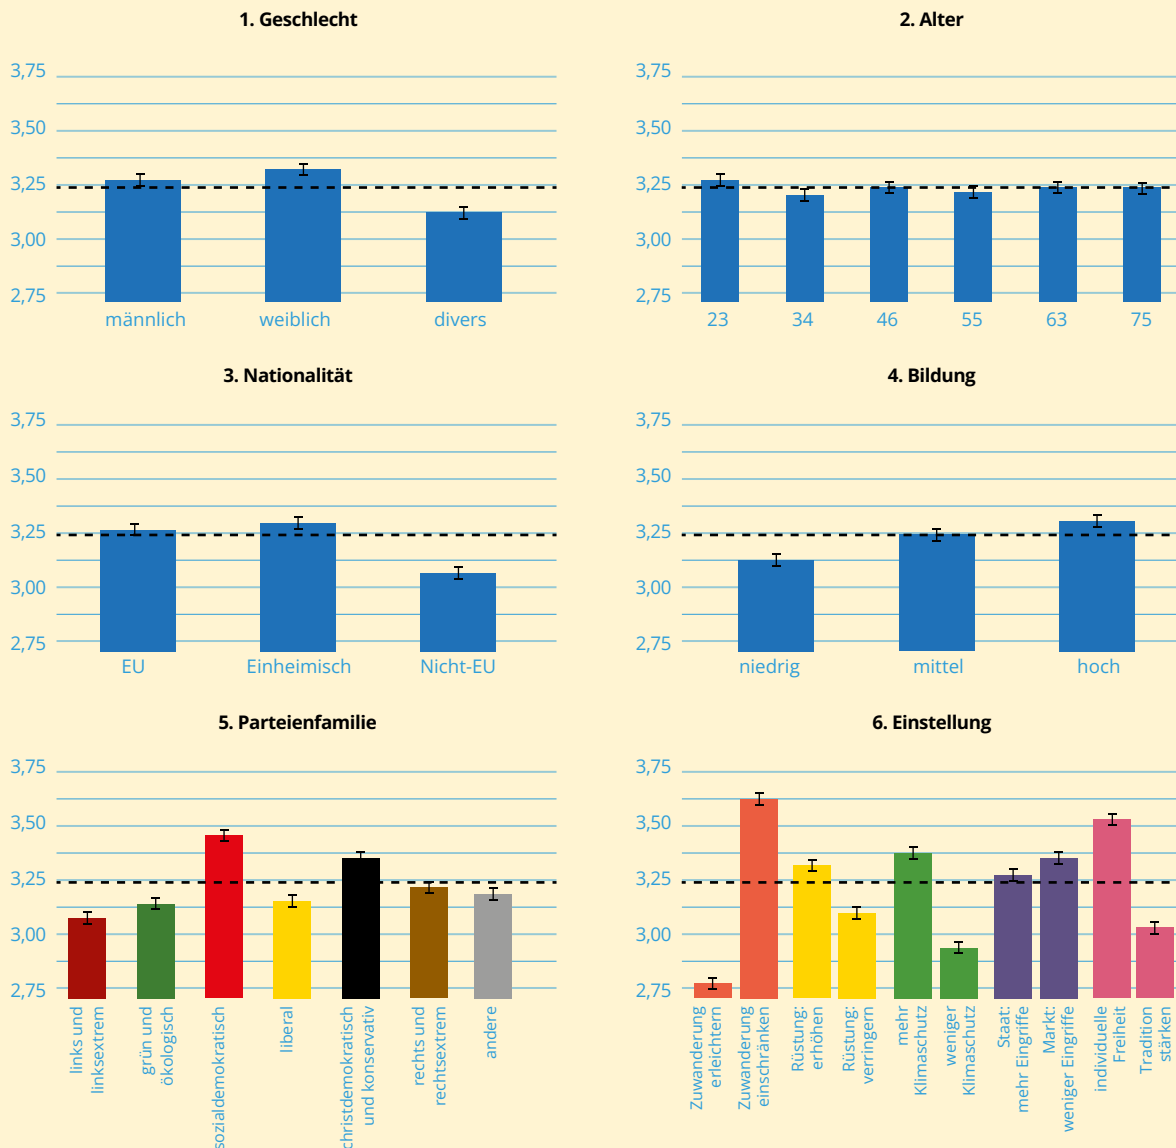 1. Geschlecht
3,75
3,50
3,25
3,00
2,75
männlich weiblich divers
2. Alter
3,75
3,50
3,25
3,00
2,75
23 34 46 55 63 75
3. Nationalität
3,75
3,50
3,25
3,00
2,75
EU Einheimisch Nicht-EU
4. Bildung
3,75
3,50
3,25
3,00
2,75
niedrig mittel hoch
5. Parteienfamilie
3,75
3,50
3,25
3,00
2,75
links und
linksextrem
grün und
ökologisch
sozialdemokratisch
liberal
christdemokratisch
und konservativ
rechts und
rechtsextrem
andere
6. Einstellung
3,75
3,50
3,25
3,00
2,75
Zuwanderung
erleichtern
Zuwanderung
einschränken
Rüstung:
erhöhen
Rüstung:
verringern
mehr
Klimaschutz
weniger
Klimaschutz
Staat:
mehr Eingriffe
Markt:
weniger Eingriffe
individuelle
Freiheit
Tradition
stärken